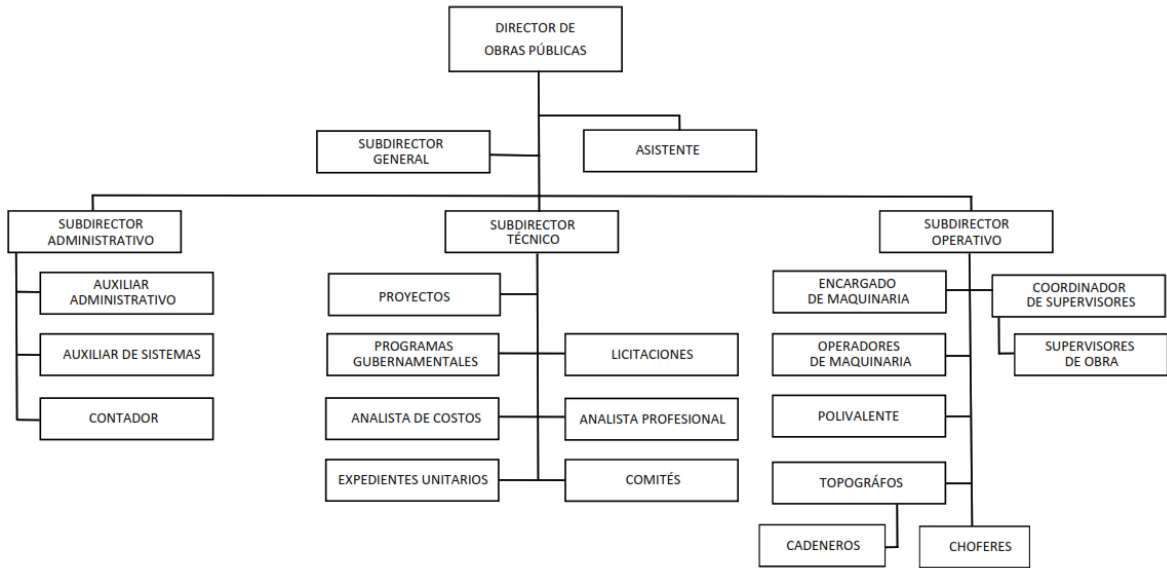 DIRECTOR DE
OBRAS PÚBLICAS
SUBDIRECTOR
GENERAL
ASISTENTE
SUBDIRECTOR
ADMINISTRATIVO
SUBDIRECTOR
TÉCNICO
SUBDIRECTOR
OPERATIVO
AUXILIAR
ADMINISTRATIVO
AUXILIAR DE SISTEMAS
CONTADOR
PROYECTOS
PROGRAMAS
GUBERNAMENTALES
LICITACIONES
ANALISTA DE COSTOS
ANALISTA PROFESIONAL
EXPEDIENTES UNITARIOS
COMITÉS
ENCARGADO
DE MAQUINARIA
COORDINADOR
DE SUPERVISORES
OPERADORES
DE MAQUINARIA
SUPERVISORES
DE OBRA
POLIVALENTE
TOPOGRÁFOS
CADENEROS
CHOFERES